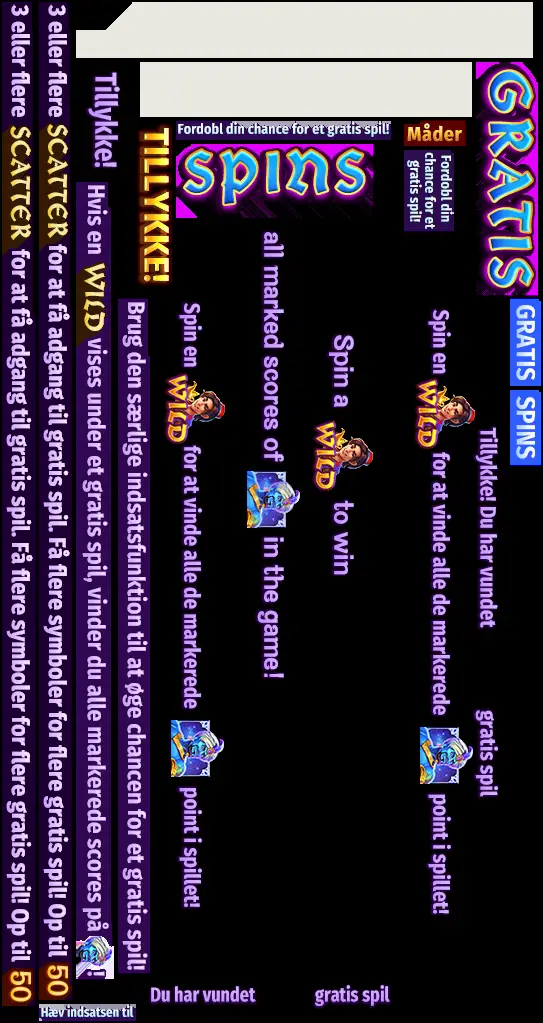 GRATIS
GRATIS SPINS
Tillykke! Du har vundet gratis spil
Måder
Fordobl din
chance for et
gratis spil!
Spin en WILD for at vinde alle de markerede point i spillet!
Fordobl din chance for et gratis spil!
SPINS
Spin a WILD to win
all marked scores of in the game!
Spin en WILD for at vinde alle de markerede point i spillet!
TILLYKKE!
Brug den særlige indsatsfunktion til at øge chancen for et gratis spil!
Tillykke! Hvis en WILD vises under et gratis spil, vinder du alle markerede scores på !
3 eller flere SCATTER for at få adgang til gratis spil. Få flere symboler for flere gratis spil! Op til 50
3 eller flere SCATTER for at få adgang til gratis spil. Få flere symboler for flere gratis spil! Op til 50
Du har vundet gratis spil
Hæv indsatsen til